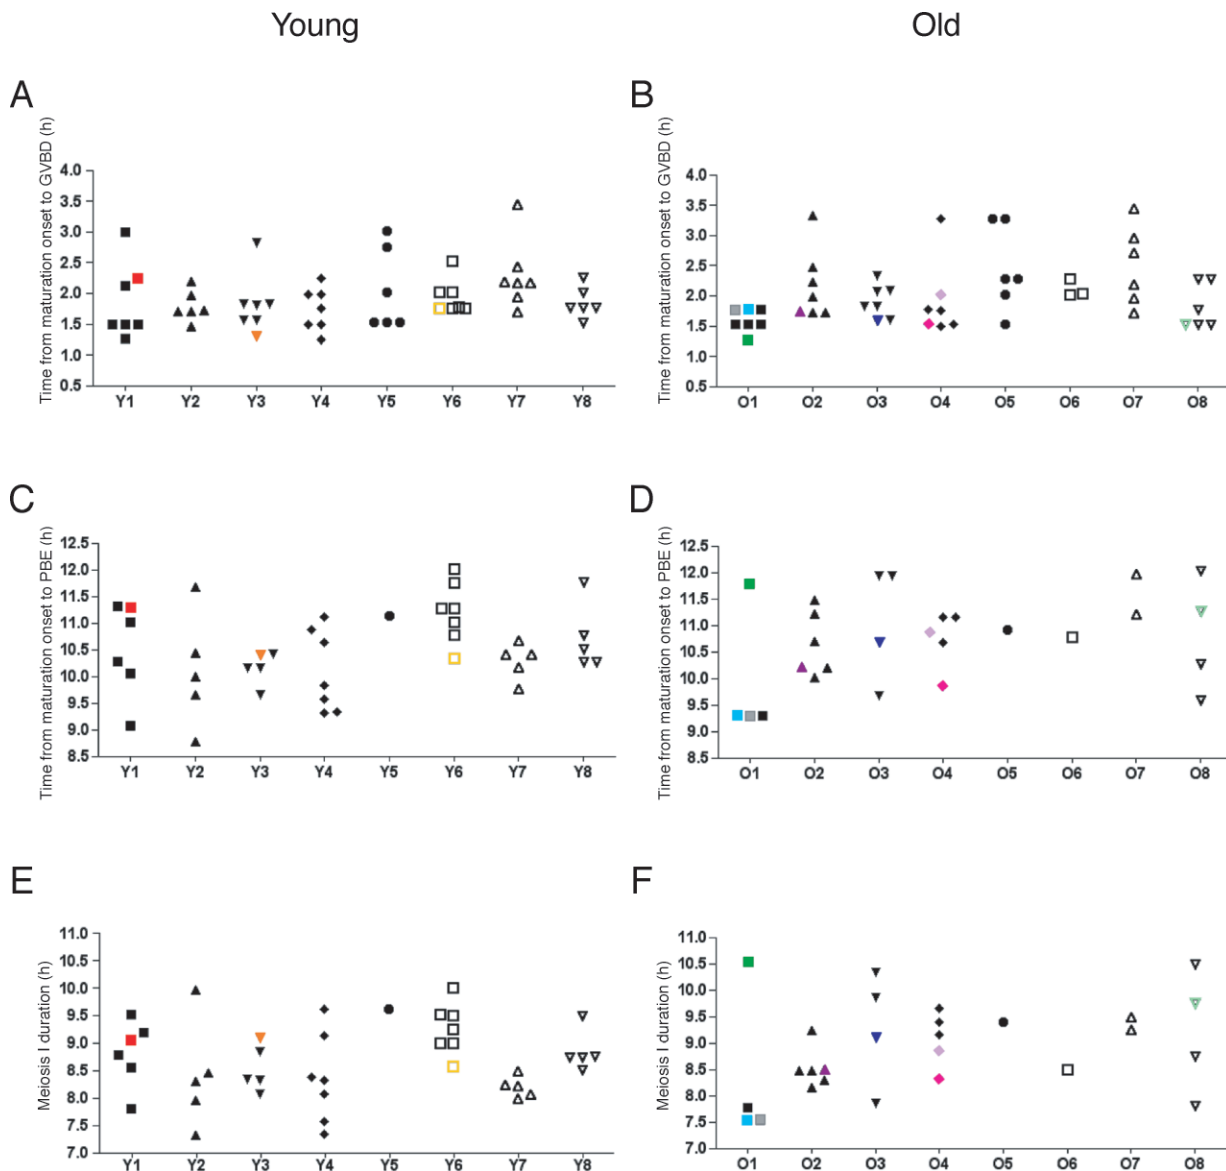 Young
Old
A
Time from maturation onset to GVBD (h)
4.0
3.5
3.0
2.5
2.0
1.5
1.0
0.5
Y1 Y2 Y3 Y4 Y5 Y6 Y7 Y8
B
Time from maturation onset to GVBD (h)
4.0
3.5
3.0
2.5
2.0
1.5
1.0
0.5
O1 O2 O3 O4 O5 O6 O7 O8
C
Time from maturation onset to PBE (h)
12.5
12.0
11.5
11.0
10.5
10.0
9.5
9.0
8.5
Y1 Y2 Y3 Y4 Y5 Y6 Y7 Y8
D
Time from maturation onset to PBE (h)
12.5
12.0
11.5
11.0
10.5
10.0
9.5
9.0
8.5
O1 O2 O3 O4 O5 O6 O7 O8
E
Meiosis I duration (h)
11.0
10.5
10.0
9.5
9.0
8.5
8.0
7.5
7.0
Y1 Y2 Y3 Y4 Y5 Y6 Y7 Y8
F
Meiosis I duration (h)
11.0
10.5
10.0
9.5
9.0
8.5
8.0
7.5
7.0
O1 O2 O3 O4 O5 O6 O7 O8